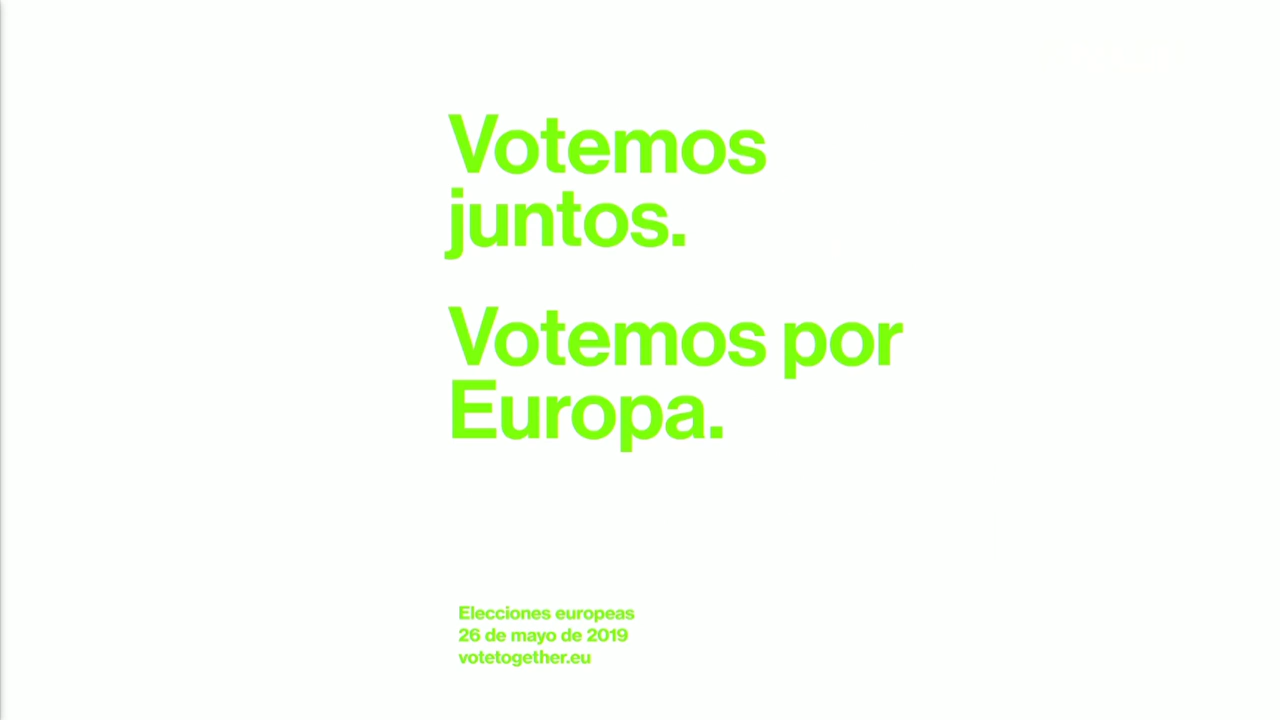 Votemos
juntos.
Votemos por
Europa.
Elecciones europeas
26 de mayo de 2019
votetogether.eu